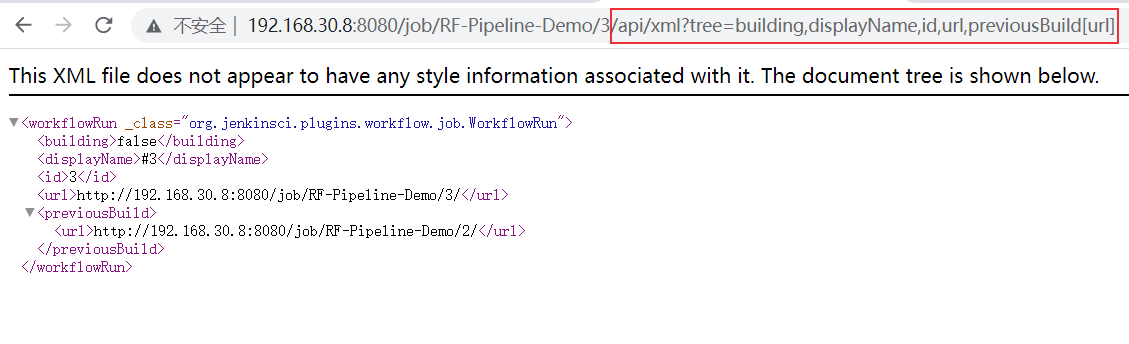 不安全 | 192.168.30.8:8080/job/RF-Pipeline-Demo/3/api/xml?tree=building,displayName,id,url,previousBuild[url]
This XML file does not appear to have any style information associated with it. The document tree is shown below.
▼<workflowRun _class="org.jenkinsci.plugins.workflow.job.WorkflowRun">
<building>false</building>
<displayName>#3</displayName>
<id>3</id>
<url>http://192.168.30.8:8080/job/RF-Pipeline-Demo/3/</url>
▼<previousBuild>
<url>http://192.168.30.8:8080/job/RF-Pipeline-Demo/2/</url>
</previousBuild>
</workflowRun>